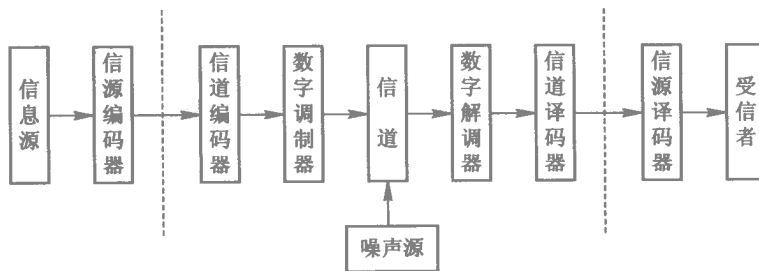 信息源
信源编码器
信道编码器
数字调制器
信道
数字解调器
信道译码器
信源译码器
受信者
噪声源